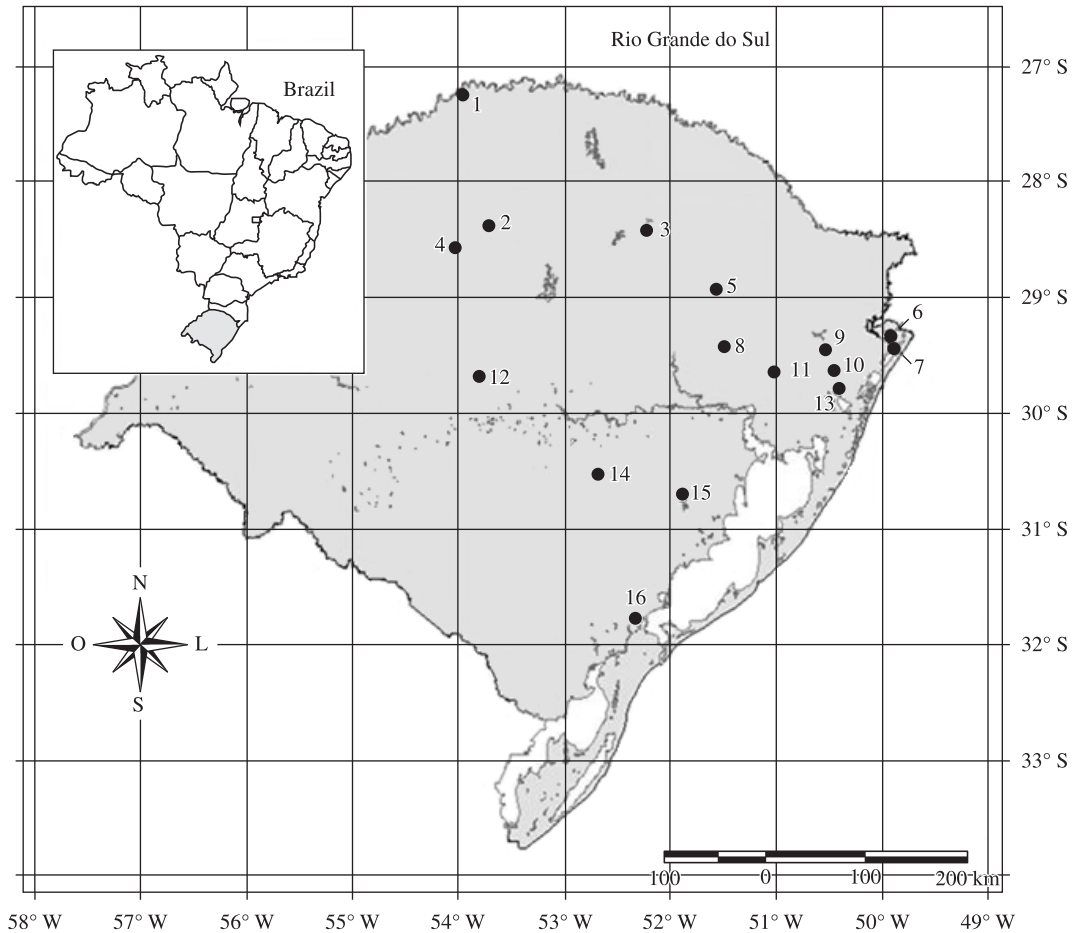 Rio Grande do Sul
Brazil
27° S
1
28° S
2
3
4
5
29° S
6
7
8
9
10
11
12
13
30° S
14
15
31° S
16
N
O
L
S
32° S
33° S
100 0 100 200 km
58° W 57° W 56° W 55° W 54° W 53° W 52° W 51° W 50° W 49° W